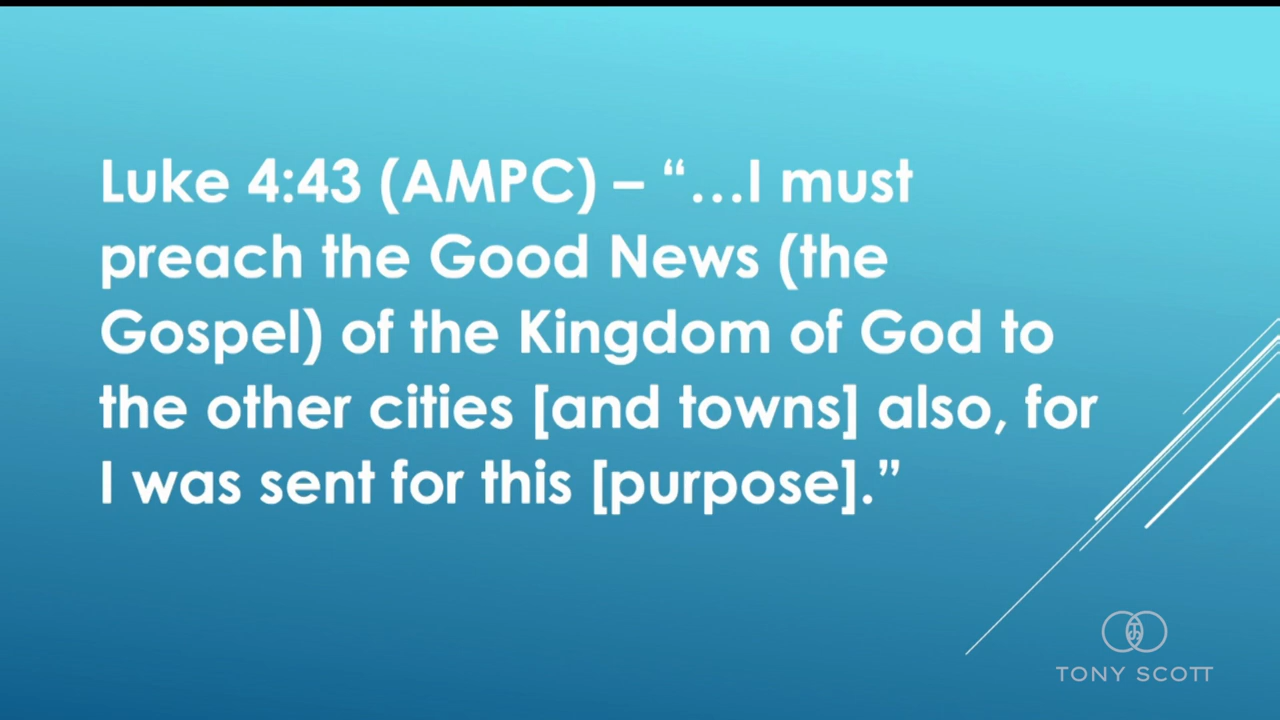 Luke 4:43 (AMPC) – “…I must
preach the Good News (the
Gospel) of the Kingdom of God to
the other cities [and towns] also, for
I was sent for this [purpose].”
TS
TONY SCOTT